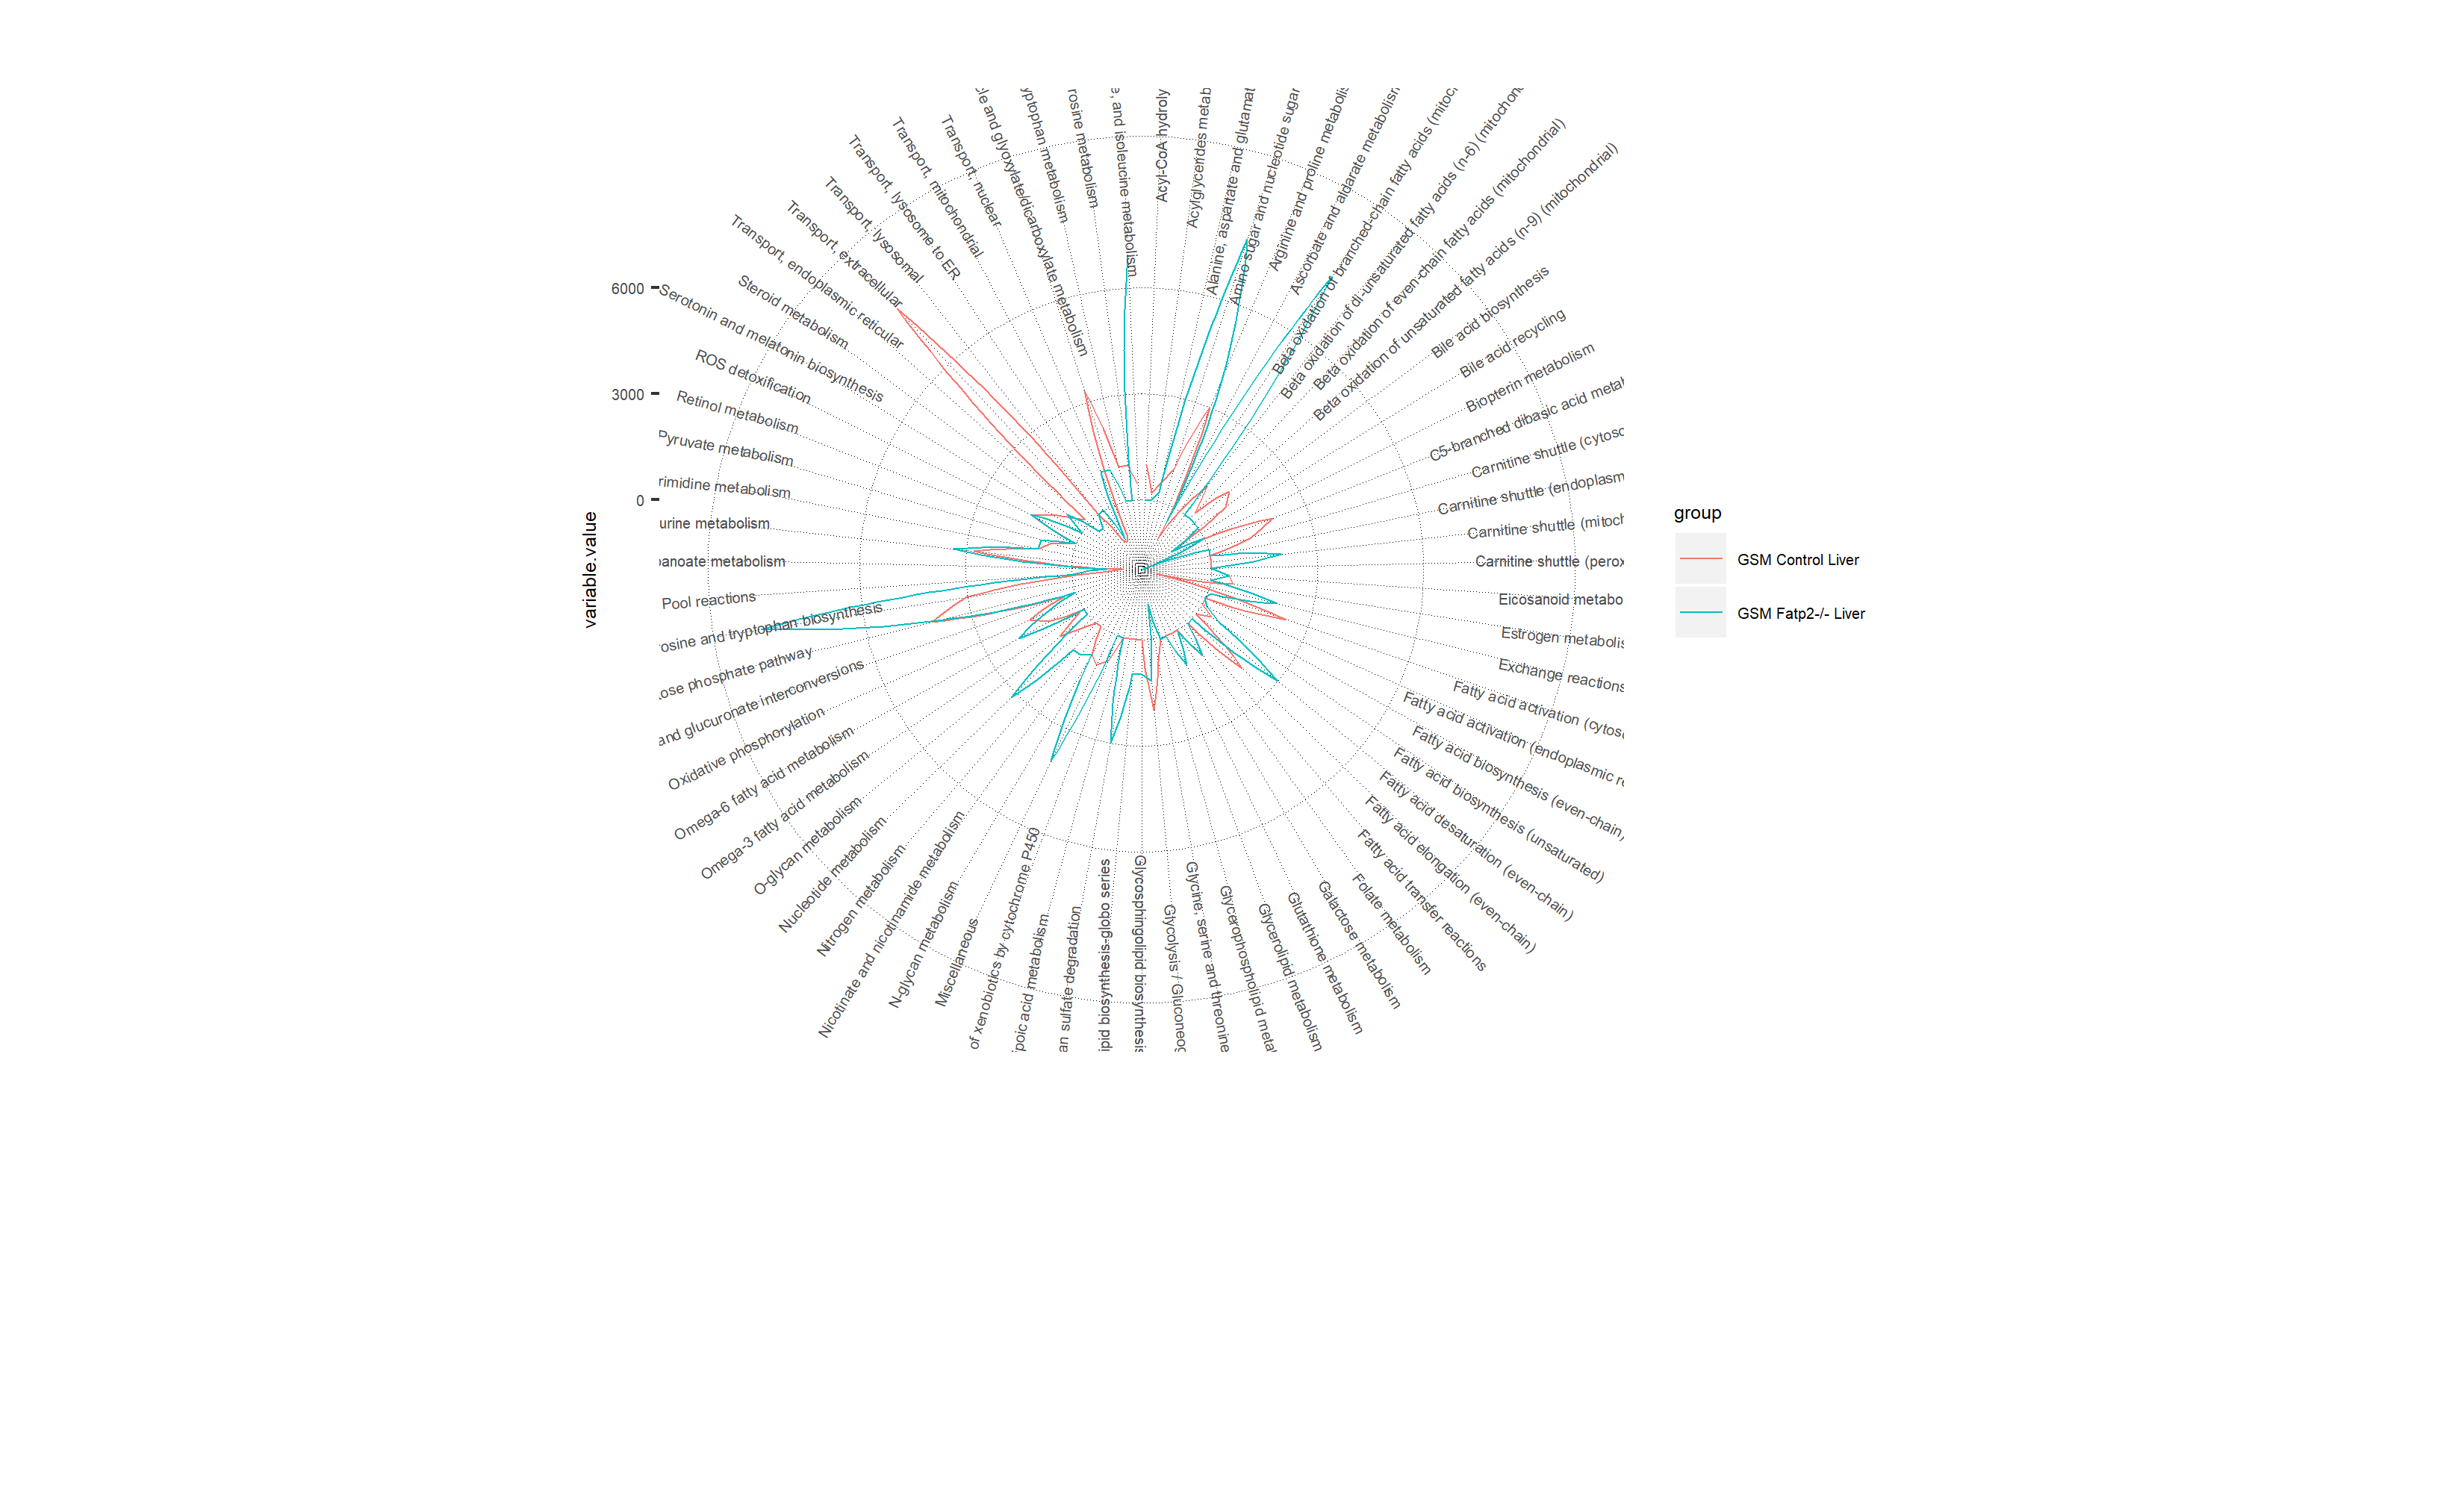 variable.value
6000
3000
0
Acyl-CoA hydroly
Acylglycerides metab
Alanine, aspartate and glutamat
Amino sugar and nucleotide sugar
Arginine and proline metabolis
Ascorbate and aldarate metabolism
Beta oxidation of branched-chain fatty acids (mitoc
Beta oxidation of di-unsaturated fatty acids (n-6) (mitochon
Beta oxidation of even-chain fatty acids (mitochondrial)
Beta oxidation of unsaturated fatty acids (n-9) (mitochondrial)
Bile acid biosynthesis
Bile acid recycling
Biopterin metabolism
C5-branched dibasic acid metal
Carnitine shuttle (cytoso
Carnitine shuttle (endoplasm
Carnitine shuttle (mitoch
Carnitine shuttle (perox
Eicosanoid metabo
Estrogen metabolis
Exchange reactions
Fatty acid activation (cytoso
Fatty acid activation (endoplasmic re
Fatty acid biosynthesis (even-chain)
Fatty acid biosynthesis (unsaturated)
Fatty acid desaturation (even-chain)
Fatty acid elongation (even-chain)
Fatty acid transfer reactions
Folate metabolism
Galactose metabolism
Glutathione metabolism
Glycerolipid metabolism
Glycerophospholipid metal
Glycine, serine and threonine
Glycolysis / Gluconeog
Glycosphingolipid biosynthesis
ipid biosynthesis-globo series
an sulfate degradation
ipoic acid metabolism
of xenobiotics by cytochrome P450
Miscellaneous
N-glycan metabolism
Nicotinate and nicotinamide metabolism
Nitrogen metabolism
Nucleotide metabolism
O-glycan metabolism
Omega-3 fatty acid metabolism
Omega-6 fatty acid metabolism
Oxidative phosphorylation
and glucuronate interconversions
ose phosphate pathway
osine and tryptophan biosynthesis
Pool reactions
anoate metabolism
urine metabolism
rimidine metabolism
Pyruvate metabolism
Retinol metabolism
ROS detoxification
Serotonin and melatonin biosynthesis
Steroid metabolism
Transport, endoplasmic reticular
Transport, extracellular
Transport, lysosomal
Transport, lysosome to ER
Transport, mitochondrial
Transport, nuclear
le and glyoxylate/dicarboxylate metabolism
yptophan metabolism
rosine metabolism
e, and isoleucine metabolism
group
GSM Control Liver
GSM Fatp2-/- Liver